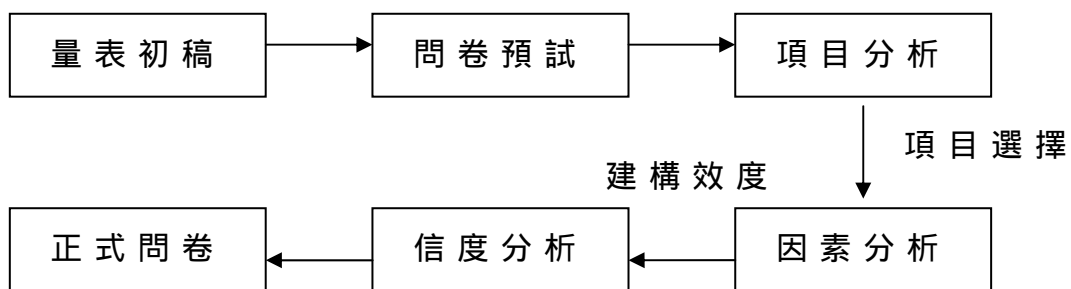 量表初稿
問卷預試
項目分析
項目選擇
建構效度
正式問卷
信度分析
因素分析